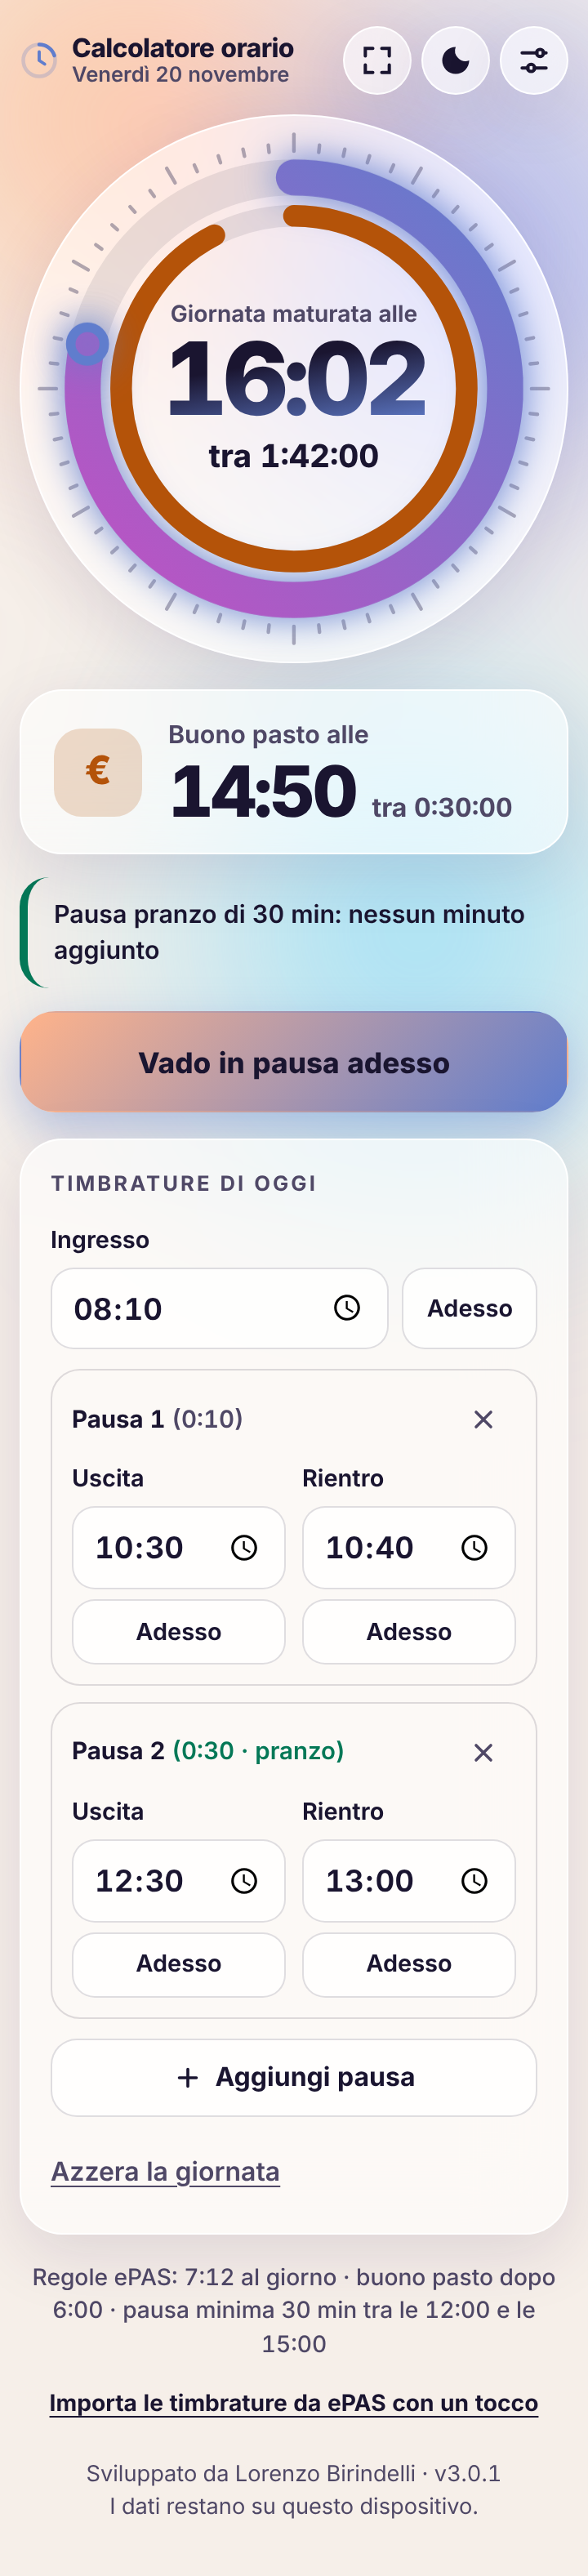 Calcolatore orario
Venerdì 20 novembre
Giornata maturata alle
16:02
tra 1:42:00
€
Buono pasto alle
14:50 tra 0:30:00
Pausa pranzo di 30 min: nessun minuto
aggiunto
Vado in pausa adesso
TIMBRATURE DI OGGI
Ingresso
08:10 Adesso
Pausa 1 (0:10)
Uscita Rientro
10:30 10:40
Adesso Adesso
Pausa 2 (0:30 · pranzo)
Uscita Rientro
12:30 13:00
Adesso Adesso
+ Aggiungi pausa
Azzera la giornata
Regole ePAS: 7:12 al giorno · buono pasto dopo
6:00 · pausa minima 30 min tra le 12:00 e le
15:00
Importa le timbrature da ePAS con un tocco
Sviluppato da Lorenzo Birindelli · v3.0.1
I dati restano su questo dispositivo.